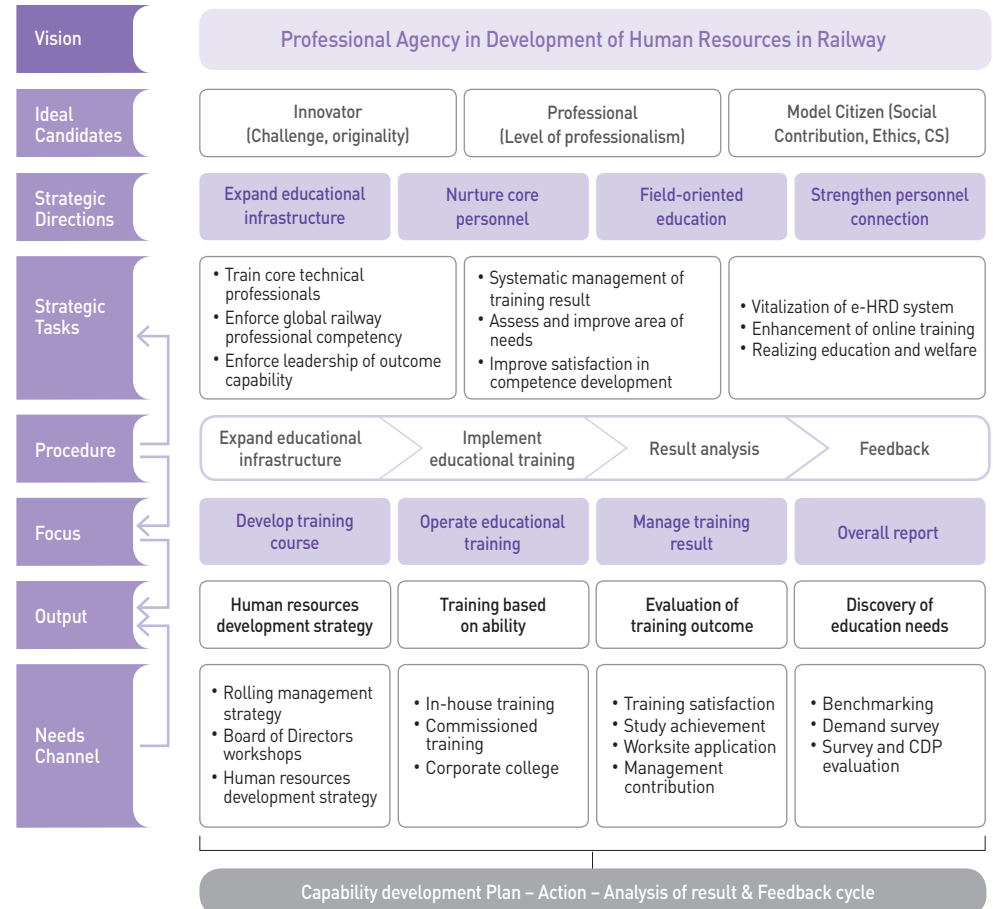 Vision
Professional Agency in Development of Human Resources in Railway
Ideal
Candidates
Innovator
(Challenge, originality)
Professional
(Level of professionalism)
Model Citizen (Social
Contribution, Ethics, CS)
Strategic
Directions
Expand educational
infrastructure
Nurture core
personnel
Field-oriented
education
Strengthen personnel
connection
Strategic
Tasks
• Train core technical
professionals
• Enforce global railway
professional competency
• Enforce leadership of outcome
capability
• Systematic management of
training result
• Assess and improve area of
needs
• Improve satisfaction in
competence development
• Vitalization of e-HRD system
• Enhancement of online training
• Realizing education and welfare
Procedure
Expand educational
infrastructure
Implement
educational training
Result analysis
Feedback
Focus
Develop training
course
Operate educational
training
Manage training
result
Overall report
Output
Human resources
development strategy
Training based
on ability
Evaluation of
training outcome
Discovery of
education needs
Needs
Channel
• Rolling management
strategy
• Board of Directors
workshops
• Human resources
development strategy
• In-house training
• Commissioned
training
• Corporate college
• Training satisfaction
• Study achievement
• Worksite application
• Management
contribution
• Benchmarking
• Demand survey
• Survey and CDP
evaluation
Capability development Plan – Action – Analysis of result & Feedback cycle